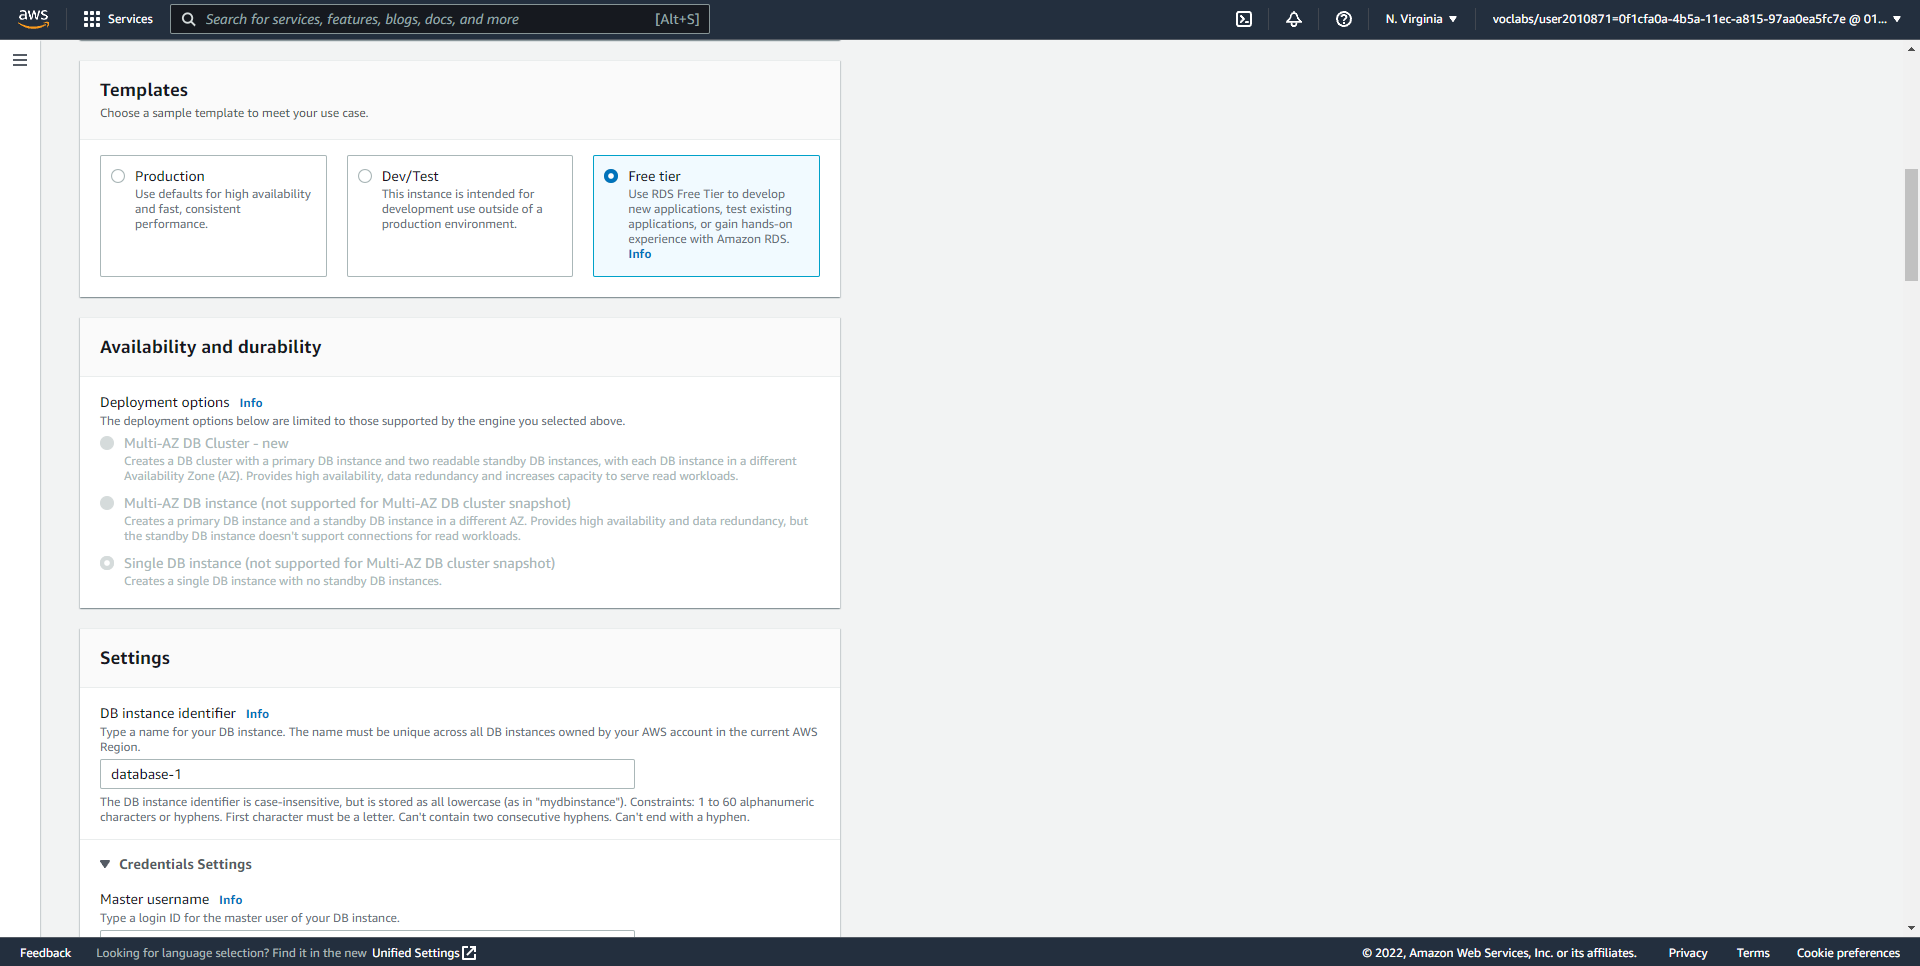 aws
Services
Search for services, features, blogs, docs, and more
[Alt+S]
N. Virginia
voclabs/user2010871=0f1cfa0a-4b5a-11ec-a815-97aa0ea5fc7e @ 01...
Templates
Choose a sample template to meet your use case.
Production
Use defaults for high availability
and fast, consistent
performance.
Dev/Test
This instance is intended for
development use outside of a
production environment.
Free tier
Use RDS Free Tier to develop
new applications, test existing
applications, or gain hands-on
experience with Amazon RDS.
Info
Availability and durability
Deployment options Info
The deployment options below are limited to those supported by the engine you selected above.
Multi-AZ DB Cluster - new
Creates a DB cluster with a primary DB instance and two readable standby DB instances, with each DB instance in a different
Availability Zone (AZ). Provides high availability, data redundancy and increases capacity to serve read workloads.
Multi-AZ DB instance (not supported for Multi-AZ DB cluster snapshot)
Creates a primary DB instance and a standby DB instance in a different AZ. Provides high availability and data redundancy, but
the standby DB instance doesn't support connections for read workloads.
Single DB instance (not supported for Multi-AZ DB cluster snapshot)
Creates a single DB instance with no standby DB instances.
Settings
DB instance identifier Info
Type a name for your DB instance. The name must be unique across all DB instances owned by your AWS account in the current AWS
Region.
database-1
The DB instance identifier is case-insensitive, but is stored as all lowercase (as in "mydbinstance"). Constraints: 1 to 60 alphanumeric
characters or hyphens. First character must be a letter. Can't contain two consecutive hyphens. Can't end with a hyphen.
Credentials Settings
Master username Info
Type a login ID for the master user of your DB instance.
Feedback
Looking for language selection? Find it in the new Unified Settings
© 2022, Amazon Web Services, Inc. or its affiliates.
Privacy
Terms
Cookie preferences